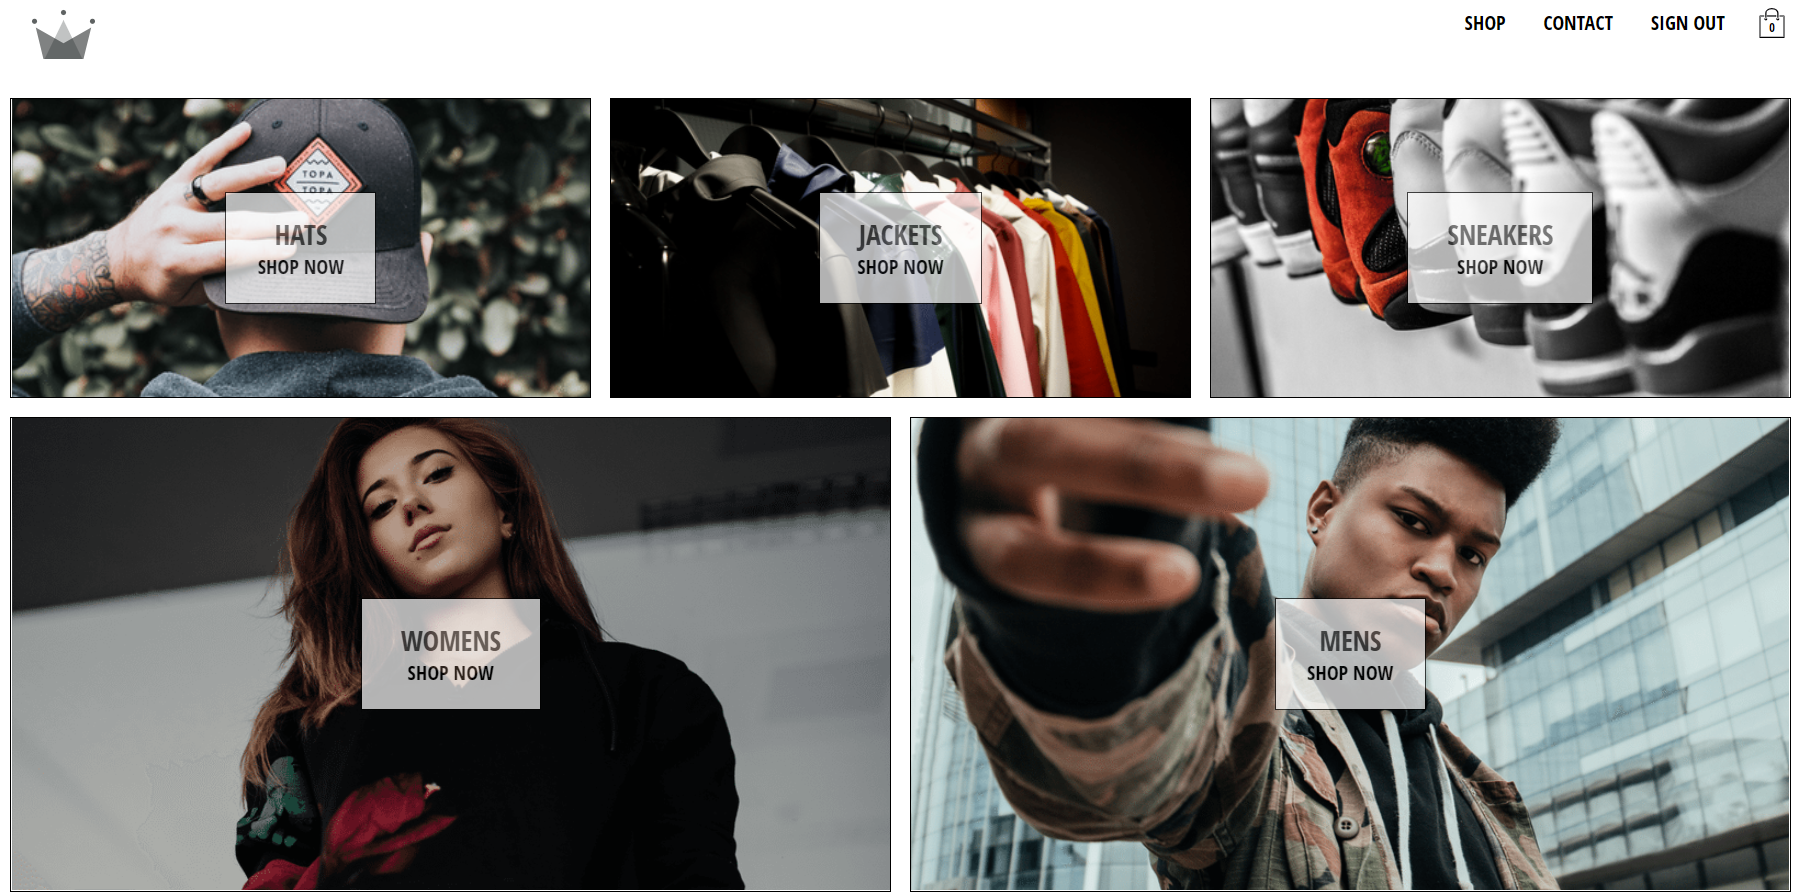 SHOP
CONTACT
SIGN OUT
0
TOPA
TOPA
HATS
SHOP NOW
JACKETS
SHOP NOW
SNEAKERS
SHOP NOW
WOMENS
SHOP NOW
MENS
SHOP NOW